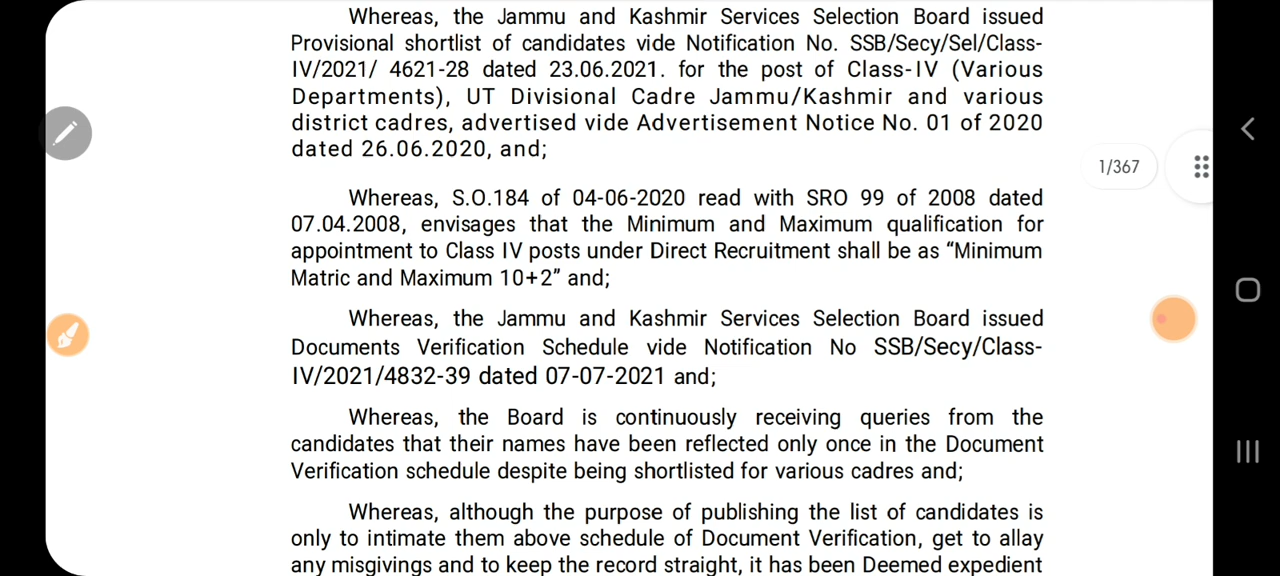 Whereas, the Jammu and Kashmir Services Selection Board issued
Provisional shortlist of candidates vide Notification No. SSB/Secy/Sel/Class-
IV/2021/ 4621-28 dated 23.06.2021. for the post of Class-IV (Various
Departments), UT Divisional Cadre Jammu/Kashmir and various
district cadres, advertised vide Advertisement Notice No. 01 of 2020
dated 26.06.2020, and;
1/367
Whereas, S.O.184 of 04-06-2020 read with SRO 99 of 2008 dated
07.04.2008, envisages that the Minimum and Maximum qualification for
appointment to Class IV posts under Direct Recruitment shall be as “Minimum
Matric and Maximum 10+2” and;
Whereas, the Jammu and Kashmir Services Selection Board issued
Documents Verification Schedule vide Notification No SSB/Secy/Class-
IV/2021/4832-39 dated 07-07-2021 and;
Whereas, the Board is continuously receiving queries from the
candidates that their names have been reflected only once in the Document
Verification schedule despite being shortlisted for various cadres and;
Whereas, although the purpose of publishing the list of candidates is
only to intimate them above schedule of Document Verification, get to allay
any misgivings and to keep the record straight, it has been Deemed expedient